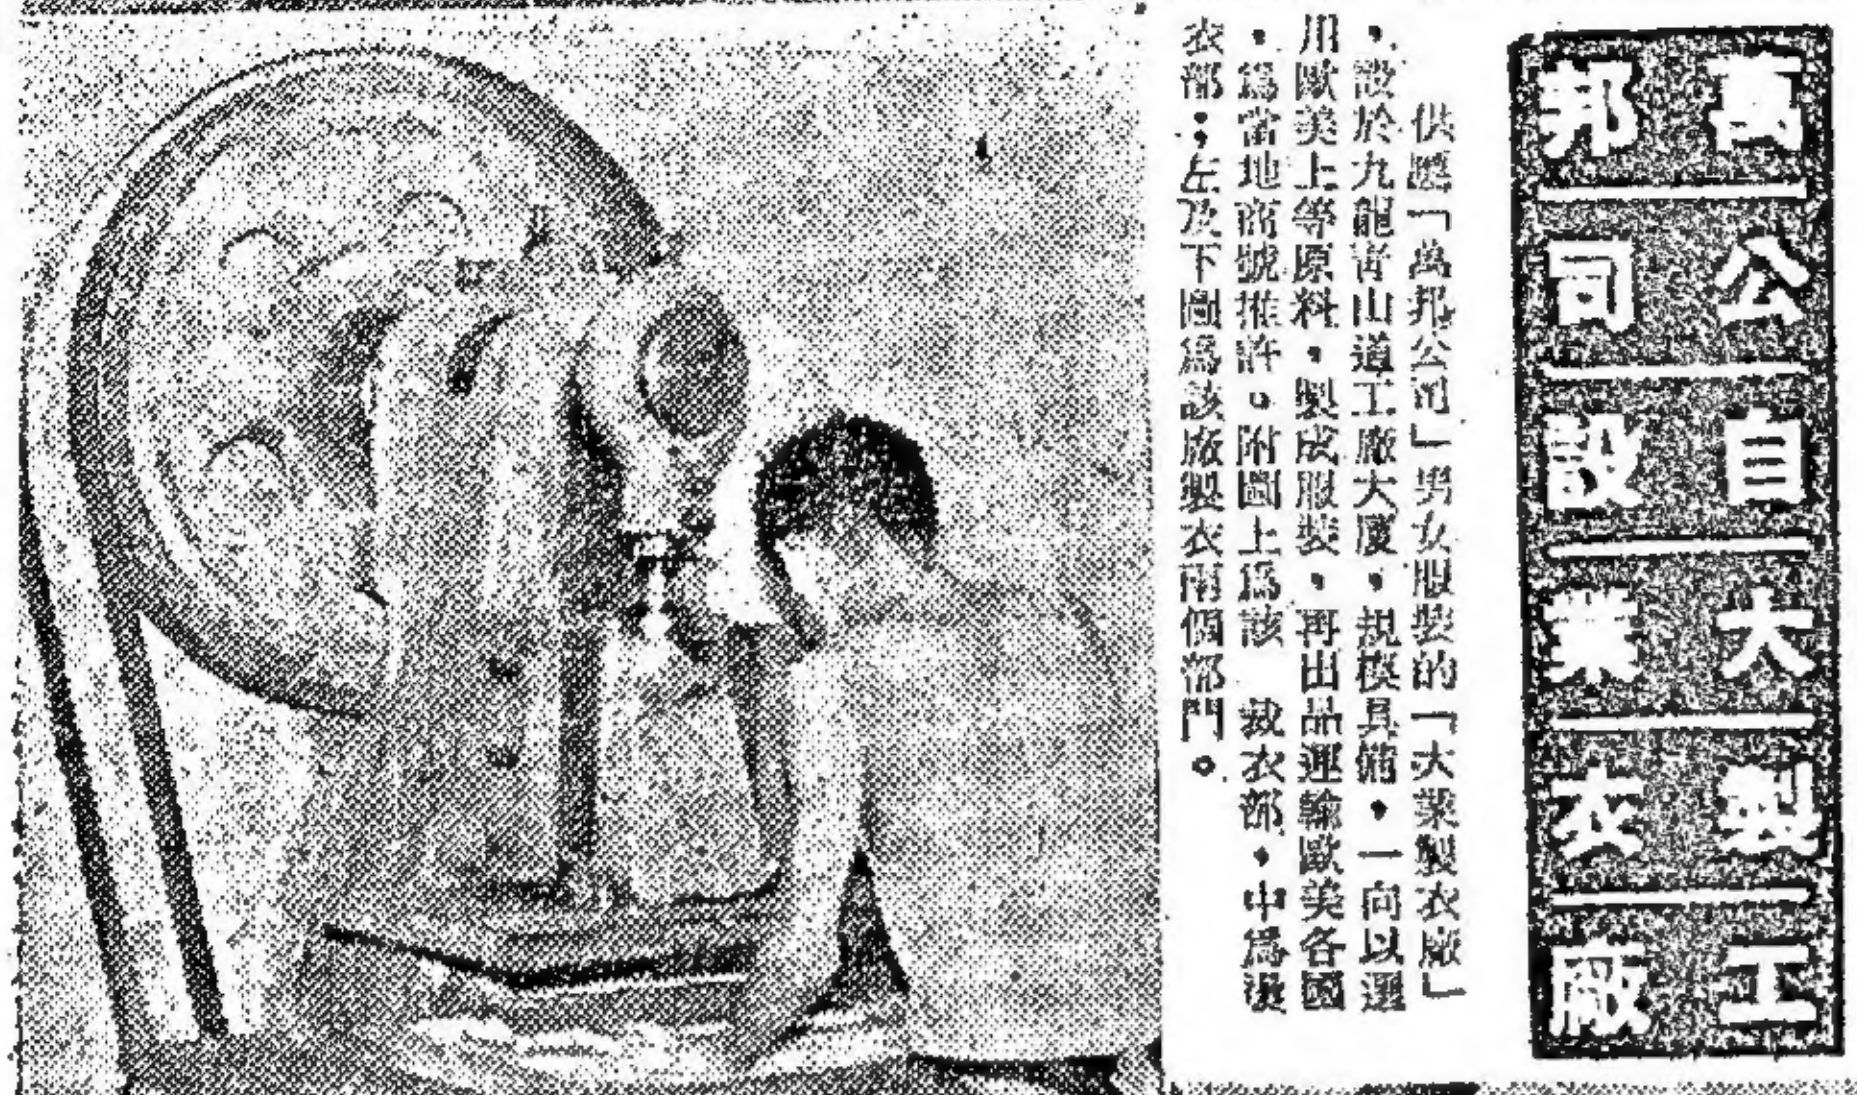 萬邦
公司
自設
大業
製衣
工廠
供應「萬邦公司」男女服裝的「大業製衣廠」
，設於九龍青山道工廠大廈，規模具備，一向以選
用歐美上等原料，製成服裝，再出品運輸歐美各國
，爲當地商號推許。附圖上爲該 裁衣部，中爲
衣部；左及下圖爲該廠製衣兩個部門。